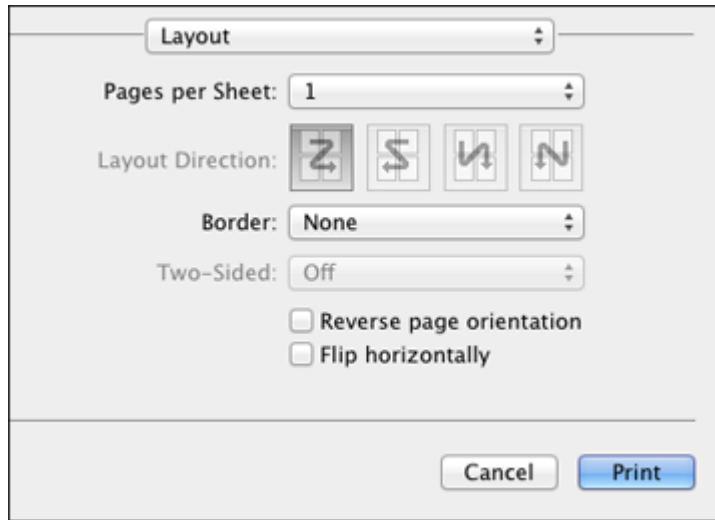 Layout
Pages per Sheet: 1
Layout Direction:
Border: None
Two-Sided: Off
Reverse page orientation
Flip horizontally
Cancel Print